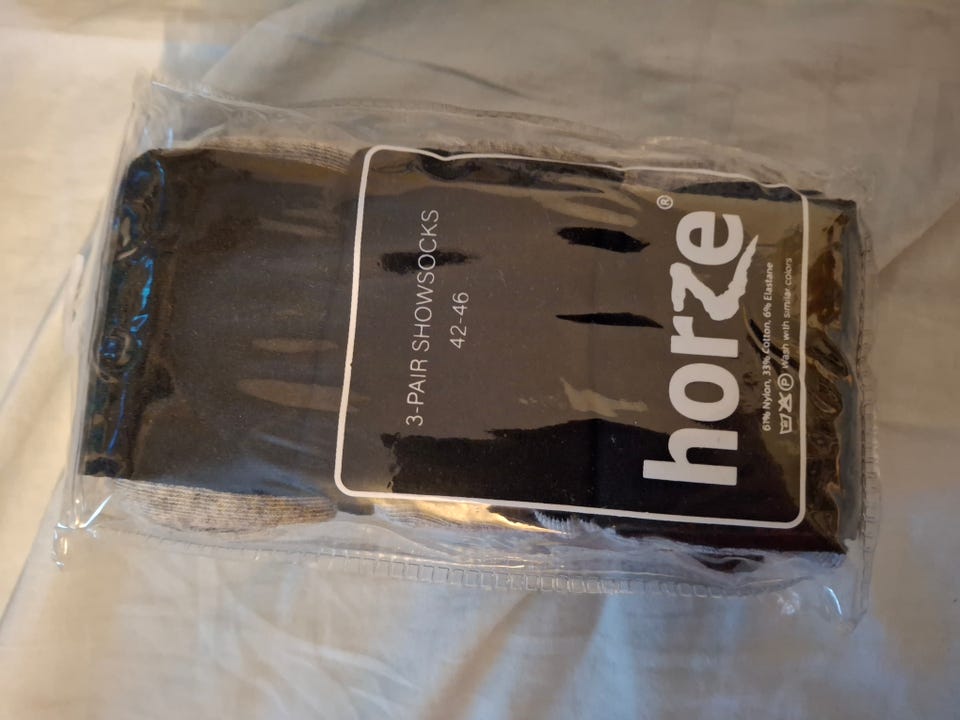 3-PAIR SHOWSOCKS
42-46
horze®
61% Nylon, 33% Cotton, 6% Elastane
Wash with similar colors